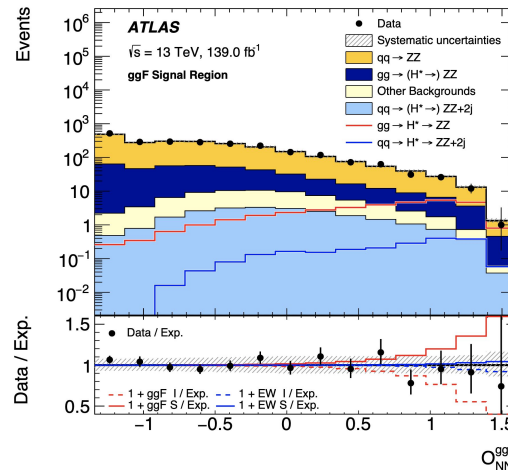 Events
10⁶
10⁵
10⁴
10³
10²
10
1
10⁻¹
10⁻²
ATLAS
√s = 13 TeV, 139.0 fb⁻¹
ggF Signal Region
Data
Systematic uncertainties
qq → ZZ
gg → (H* →) ZZ
Other Backgrounds
qq → (H* →) ZZ+2j
gg → H* → ZZ
qq → H* → ZZ+2j
Data / Exp.
1.5
1
0.5
Data / Exp.
1 + ggF I / Exp.
1 + EW I / Exp.
1 + ggF S / Exp.
1 + EW S / Exp.
−1
−0.5
0
0.5
1
1.5
O^gg_NN